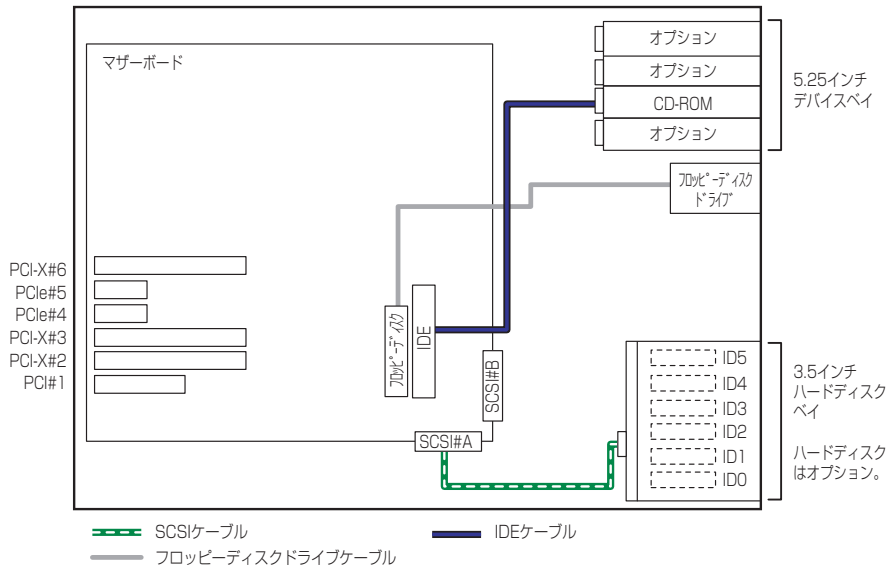 マザーボード
オプション
オプション
CD-ROM
オプション
5.25インチ
デバイスベイ
フロッピーディスク
ドライブ
PCI-X#6
PCIe#5
PCIe#4
PCI-X#3
PCI-X#2
PCI#1
フロッピーディスク
IDE
SCSI#B
SCSI#A
ID5
ID4
ID3
ID2
ID1
ID0
3.5インチ
ハードディスク
ベイ
ハードディスク
はオプション。
SCSIケーブル
IDEケーブル
フロッピーディスクドライブケーブル